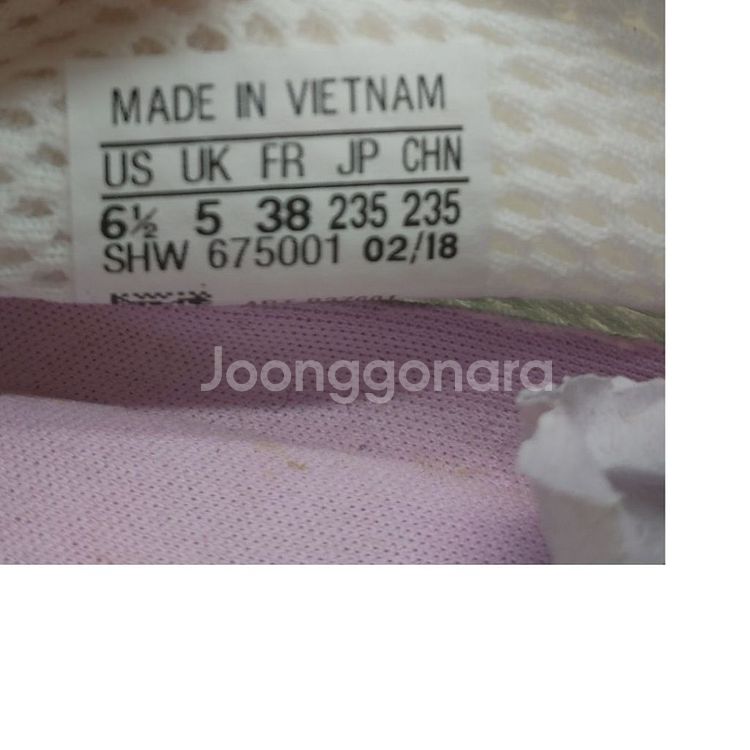 MADE IN VIETNAM
US UK FR JP CHN
6½ 5 38 235 235
SHW 675001 02/18
Joonggonara